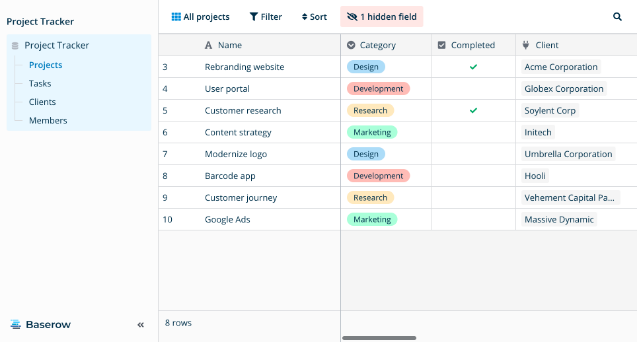 Project Tracker
Project Tracker
Projects
Tasks
Clients
Members
Baserow
All projects Filter Sort 1 hidden field
Name Category Completed Client
3 Rebranding website Design Acme Corporation
4 User portal Development Globex Corporation
5 Customer research Research Soylent Corp
6 Content strategy Marketing Initech
7 Modernize logo Design Umbrella Corporation
8 Barcode app Development Hooli
9 Customer journey Research Vehement Capital Pa...
10 Google Ads Marketing Massive Dynamic
8 rows